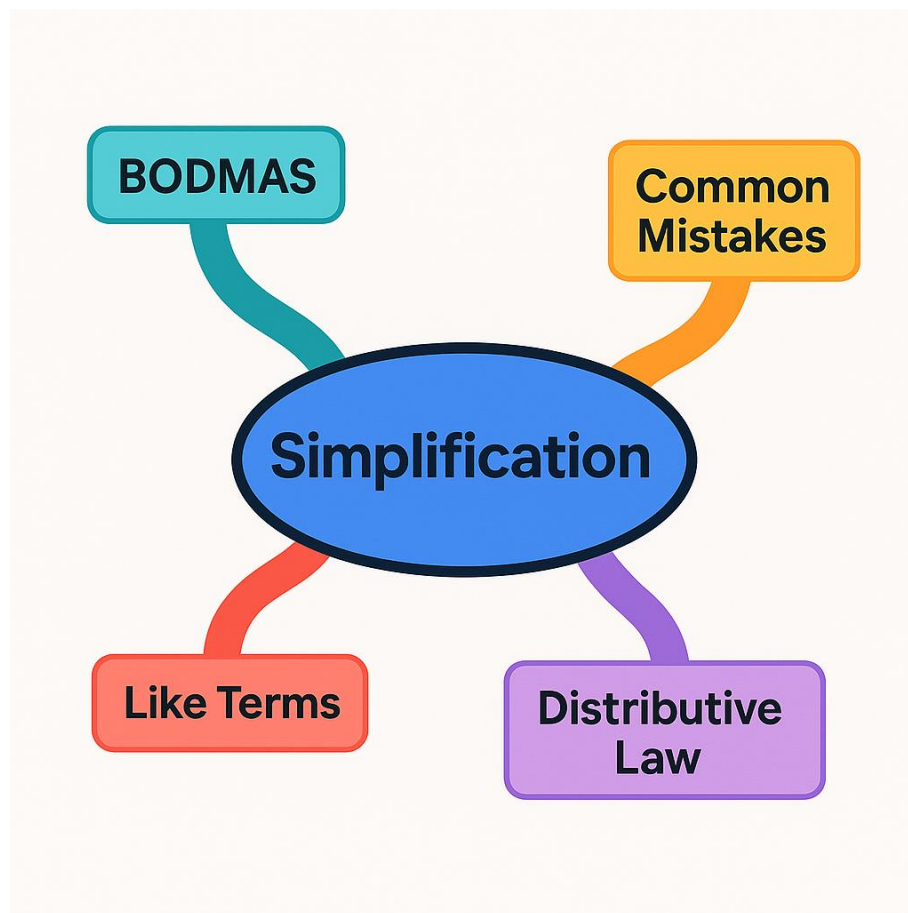 BODMAS
Common
Mistakes
Simplification
Like Terms
Distributive
Law